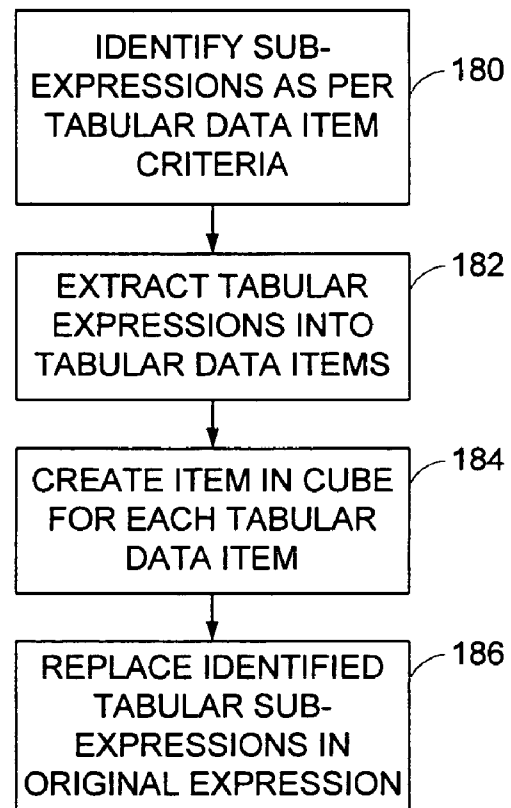 IDENTIFY SUB-
EXPRESSIONS AS PER
TABULAR DATA ITEM
CRITERIA
180
EXTRACT TABULAR
EXPRESSIONS INTO
TABULAR DATA ITEMS
182
CREATE ITEM IN CUBE
FOR EACH TABULAR
DATA ITEM
184
REPLACE IDENTIFIED
TABULAR SUB-
EXPRESSIONS IN
ORIGINAL EXPRESSION
186